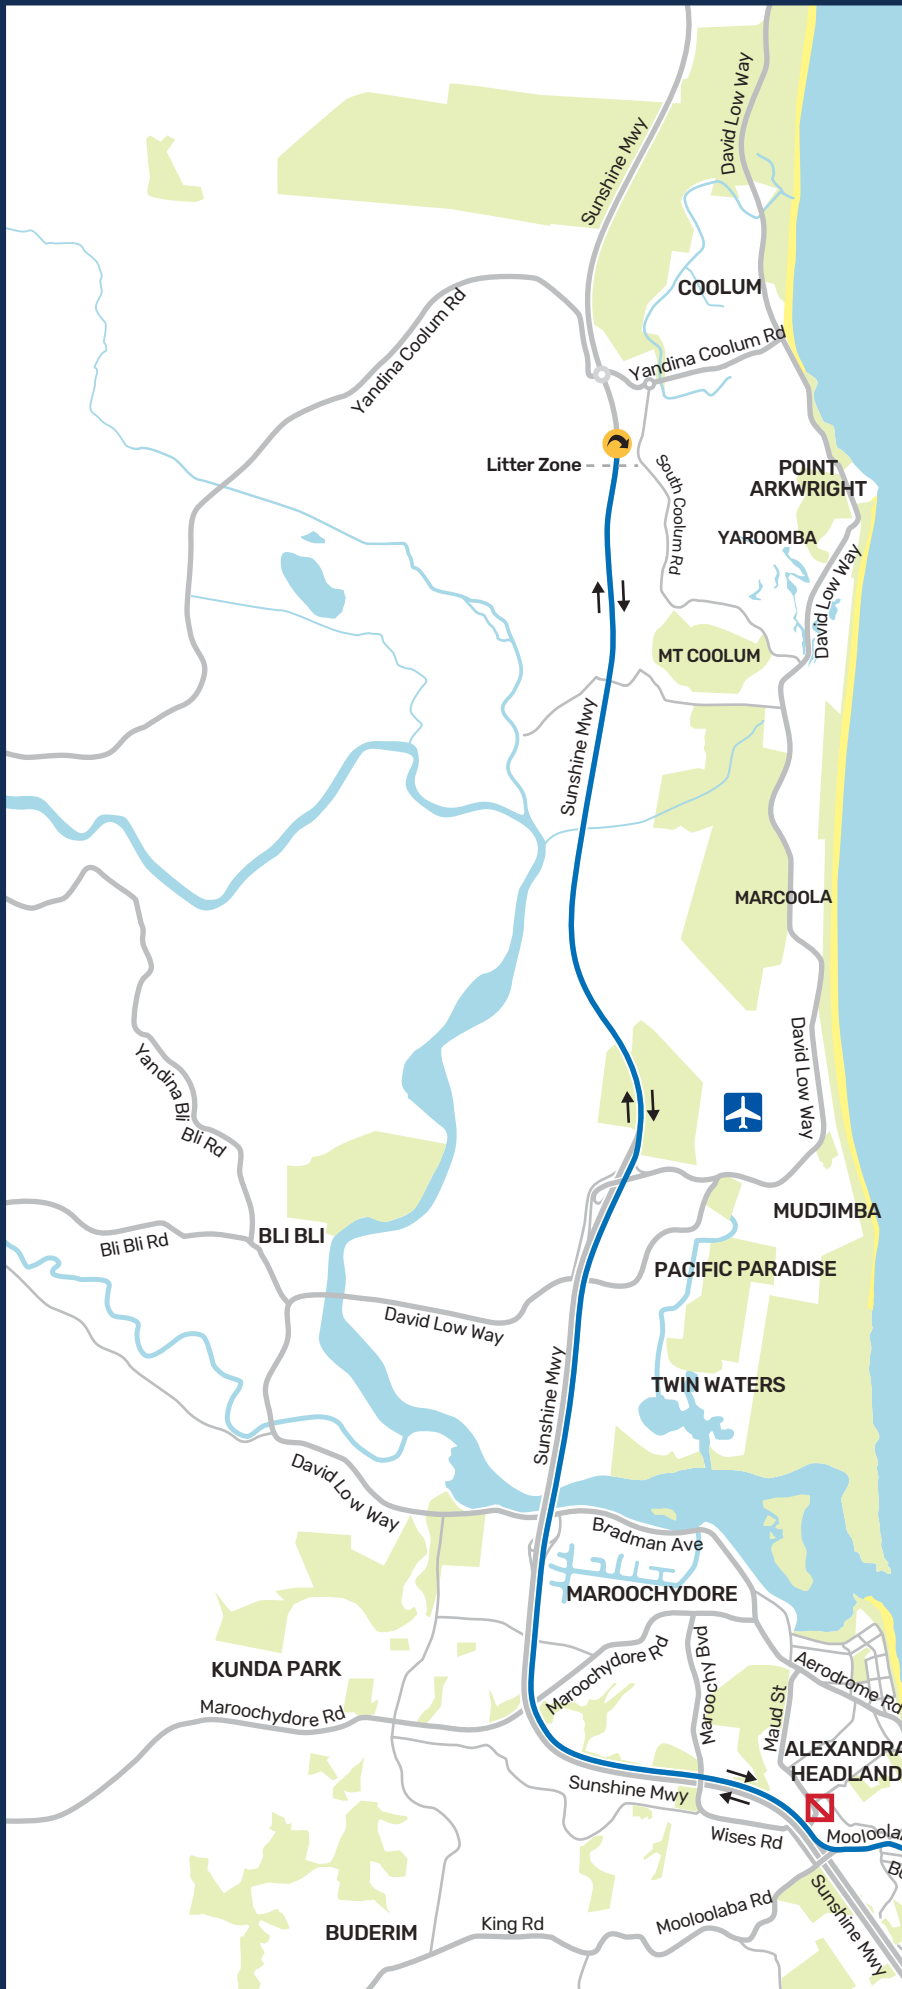 David Low Way
Sunshine Mwy
COOLUM
Yandina Coolum Rd
Yandina Coolum Rd
Litter Zone
South Coolum Rd
POINT
ARKWRIGHT
YAROOMBA
David Low Way
MT COOLUM
Sunshine Mwy
MARCOOLA
David Low Way
Yandina Bli
Bli Rd
MUDJIMBA
Bli Bli Rd
BLI BLI
PACIFIC PARADISE
David Low Way
Sunshine Mwy
TWIN WATERS
David Low Way
Bradman Ave
MAROOCHYDORE
KUNDA PARK
Maroochydore Rd
Maroochydore Rd
Maroochy Bvd
Maud St
Aerodrome Rd
ALEXANDRA
HEADLAND
Sunshine Mwy
Wises Rd
Mooloola
Sunshine Mwy
Mooloolaba Rd
King Rd
BUDERIM